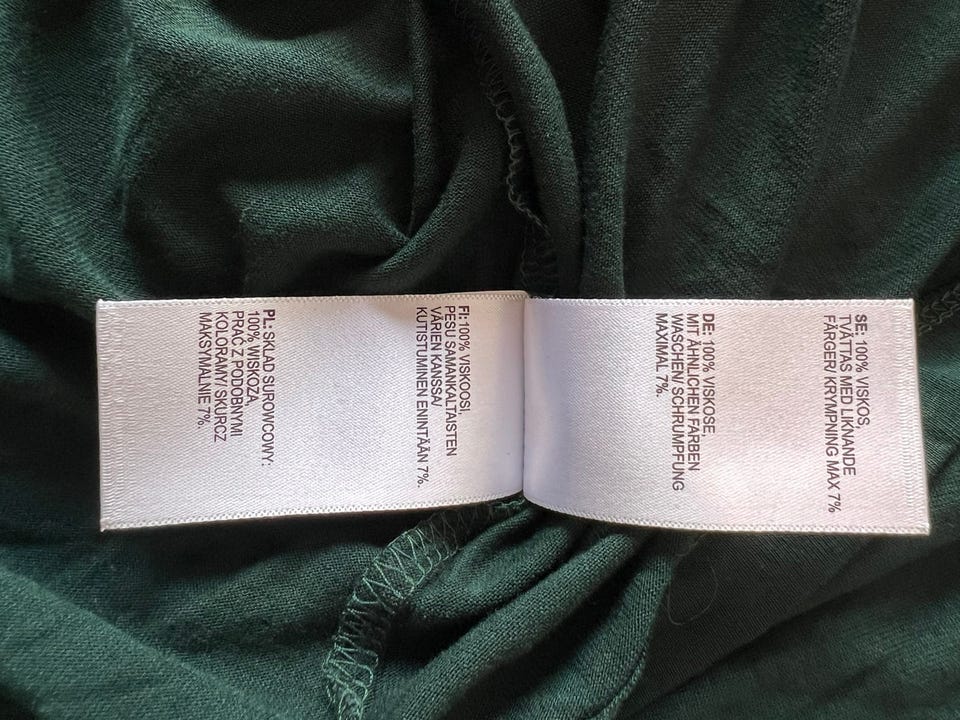 SE: 100% VISKOS,
TVÄTTAS MED LIKNANDE
FÄRGER/ KRYMPNING MAX 7%
DE: 100% VISKOSE,
MIT ÄHNLICHEN FARBEN
WASCHEN/ SCHRUMPFUNG
MAXIMAL 7%.
FI: 100% VISKOOSI,
PESU SAMANKALTAISTEN
VÄRIEN KANSSA/
KUTISTUMINEN ENINTÄÄN 7%.
PL.: SKŁAD SUROWCOWY:
100% WISKOZA,
PRAĆ Z PODOBNYMI
KOLORAMY/ SKURCZ
MAKSYMALNIE 7%.